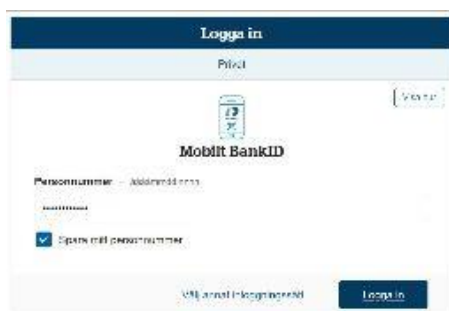 Logga in
Privat
Mobilt BankID
Personnummer
Spara mitt personnummer
Välj annat inloggningssätt
Logga in